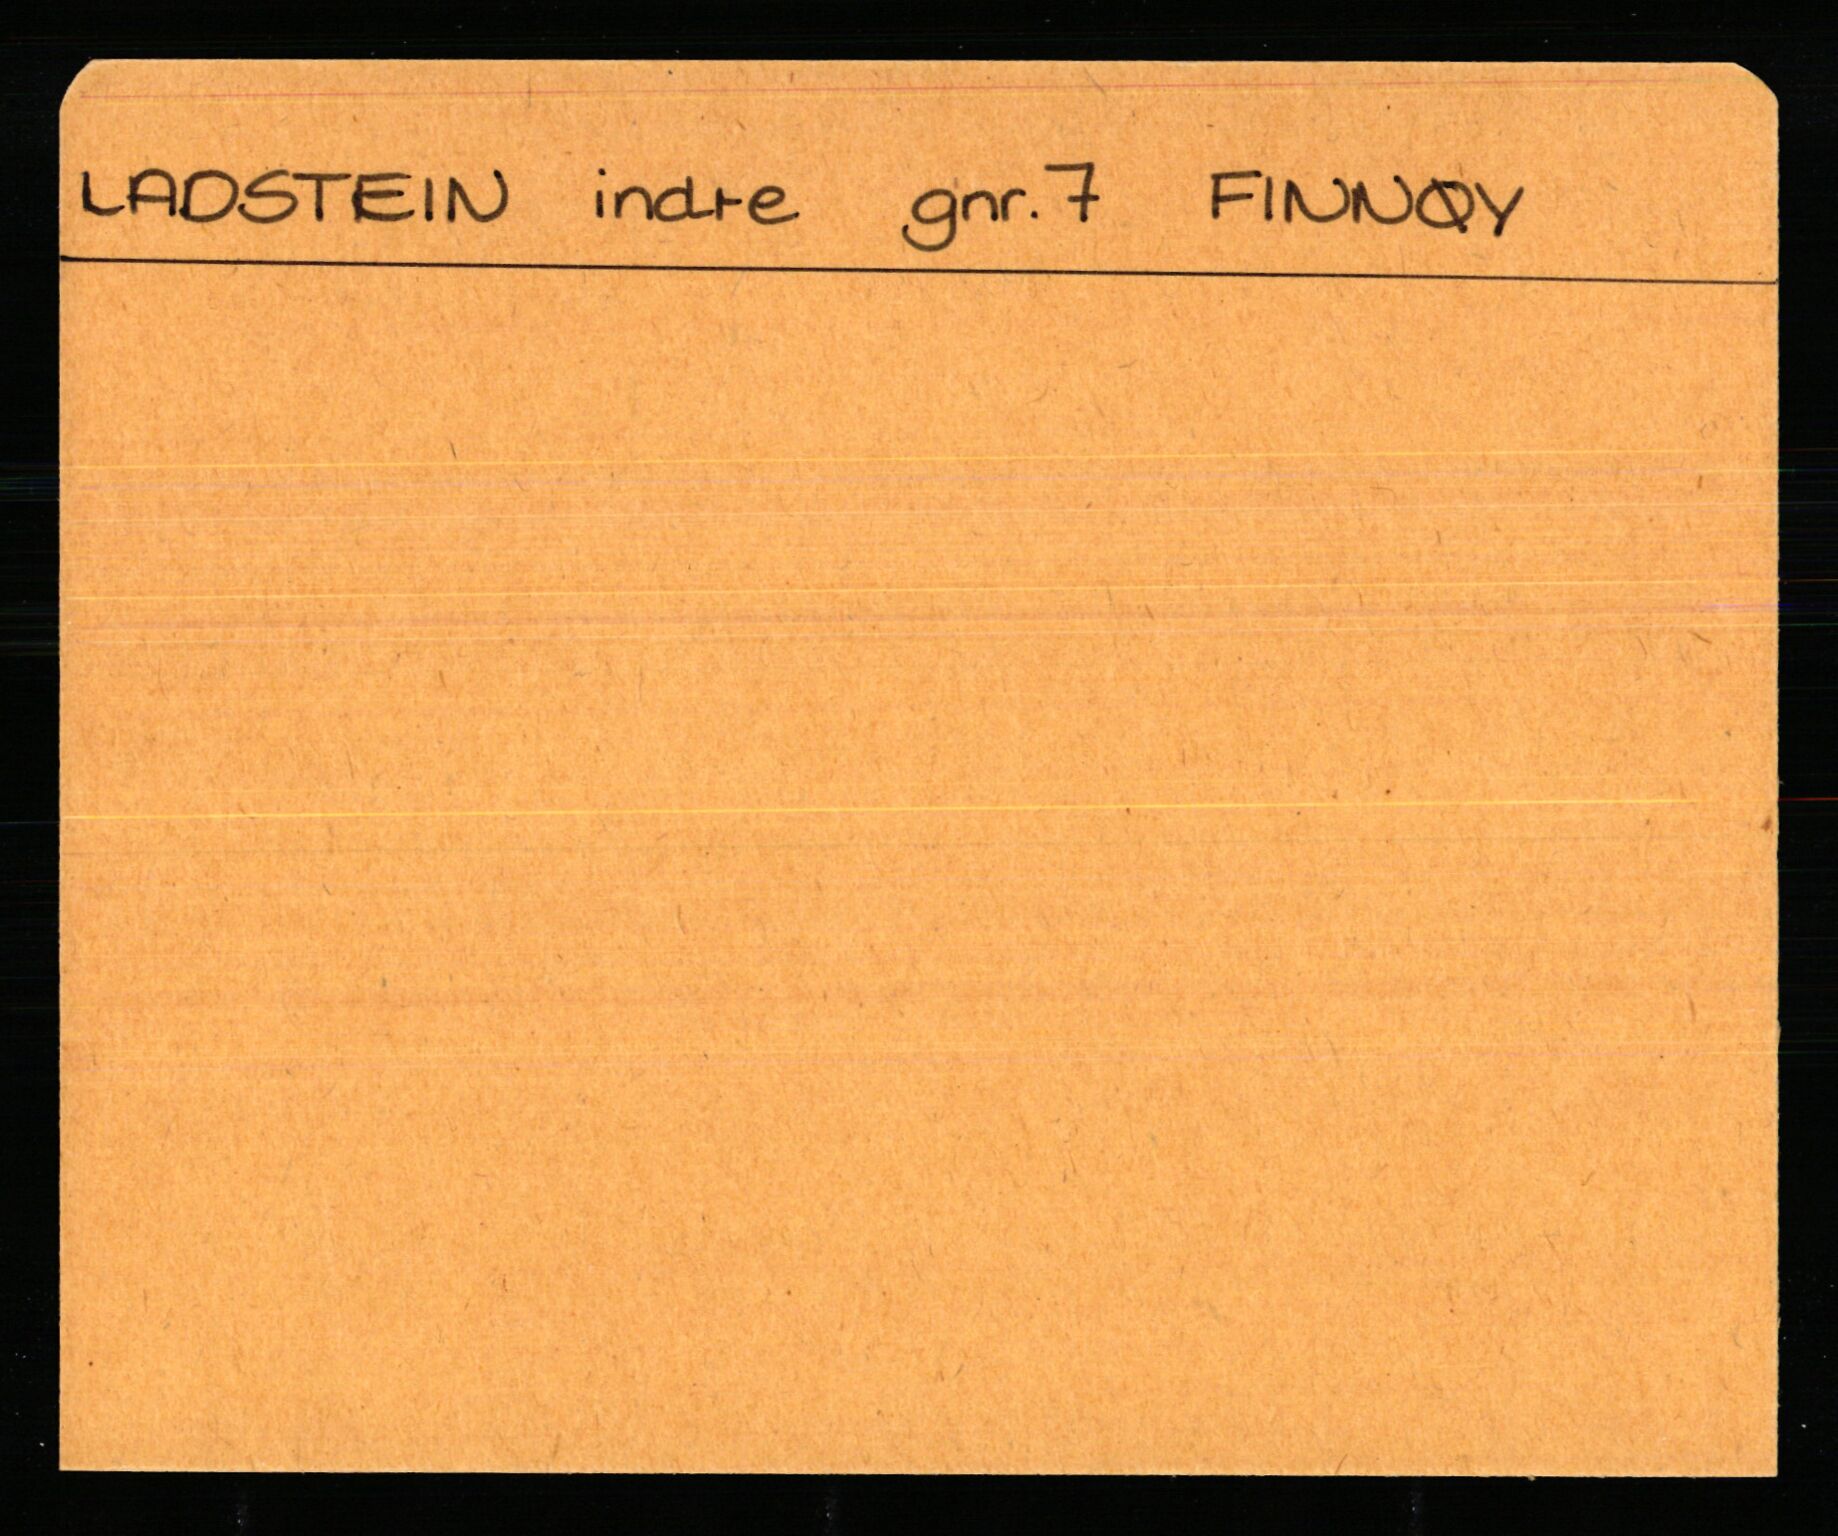 LADSTEIN indre gnr. 7 FINNØY